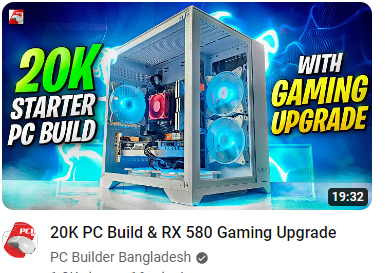 20K
STARTER
PC BUILD
WITH
GAMING
UPGRADE
19:32
PC
20K PC Build & RX 580 Gaming Upgrade
PC Builder Bangladesh